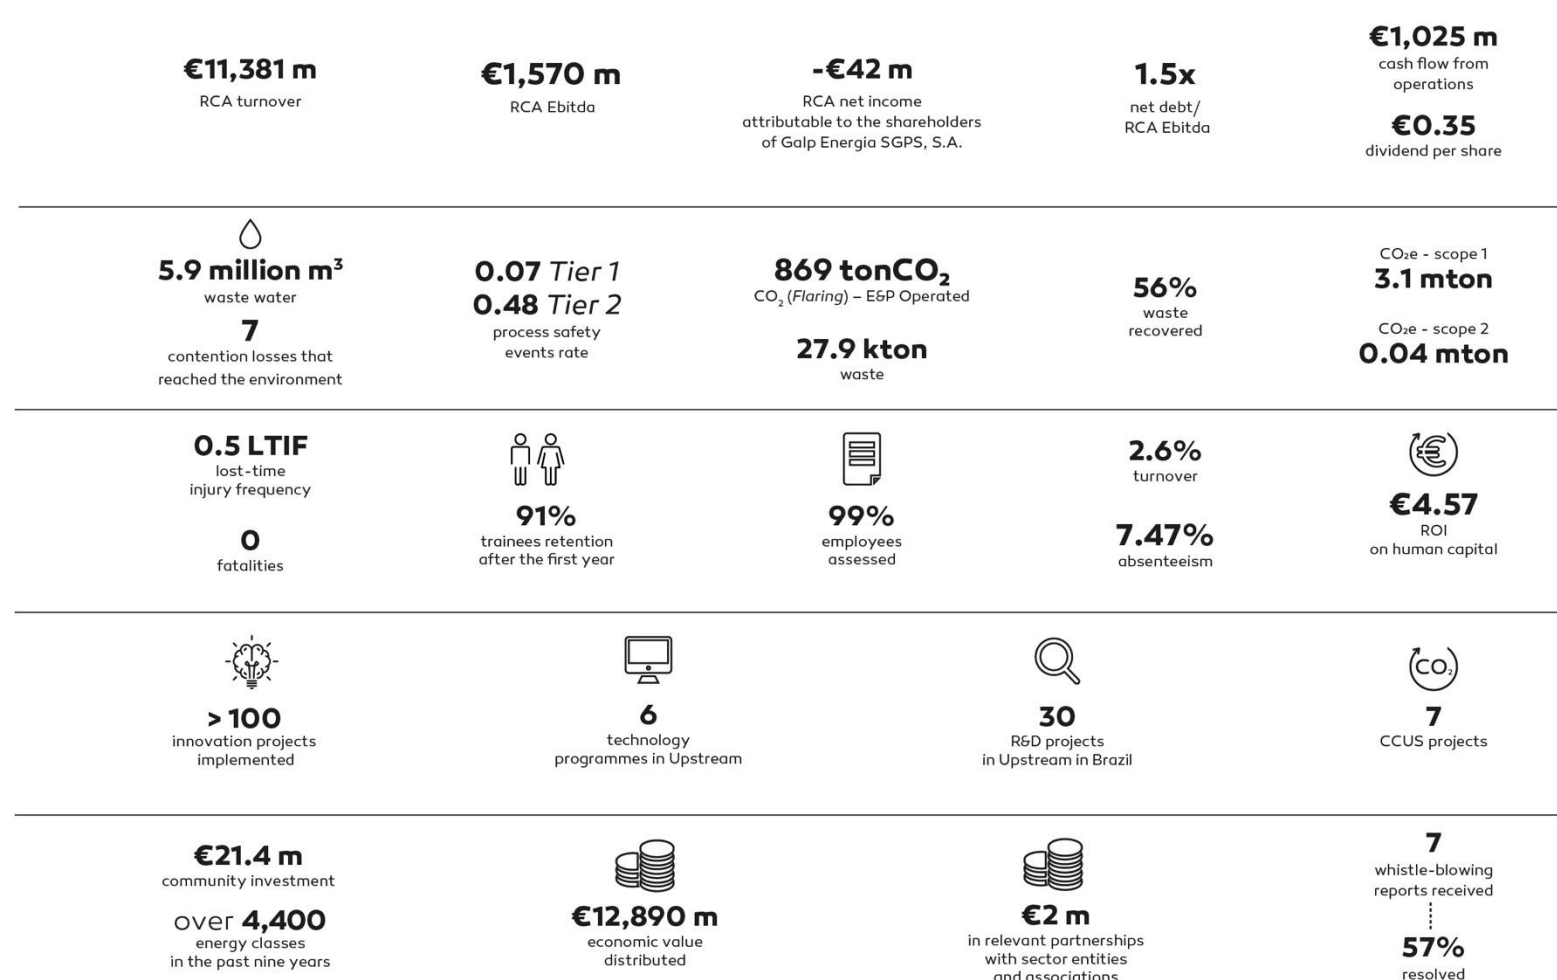 €11,381 m
RCA turnover
€1,570 m
RCA Ebitda
-€42 m
RCA net income
attributable to the shareholders
of Galp Energia SGPS, S.A.
1.5x
net debt/
RCA Ebitda
€1,025 m
cash flow from
operations
€0.35
dividend per share
5.9 million m³
waste water
7
contention losses that
reached the environment
0.07 Tier 1
0.48 Tier 2
process safety
events rate
869 tonCO₂
CO₂ (Flaring) – E&P Operated
27.9 kton
waste
56%
waste
recovered
CO₂e - scope 1
3.1 mton
CO₂e - scope 2
0.04 mton
0.5 LTIF
lost-time
injury frequency
0
fatalities
91%
trainees retention
after the first year
99%
employees
assessed
2.6%
turnover
7.47%
absenteeism
€4.57
ROI
on human capital
> 100
innovation projects
implemented
6
technology
programmes in Upstream
30
R&D projects
in Upstream in Brazil
CO₂
7
CCUS projects
€21.4 m
community investment
over 4,400
energy classes
in the past nine years
€12,890 m
economic value
distributed
€2 m
in relevant partnerships
with sector entities
and associations
7
whistle-blowing
reports received
57%
resolved